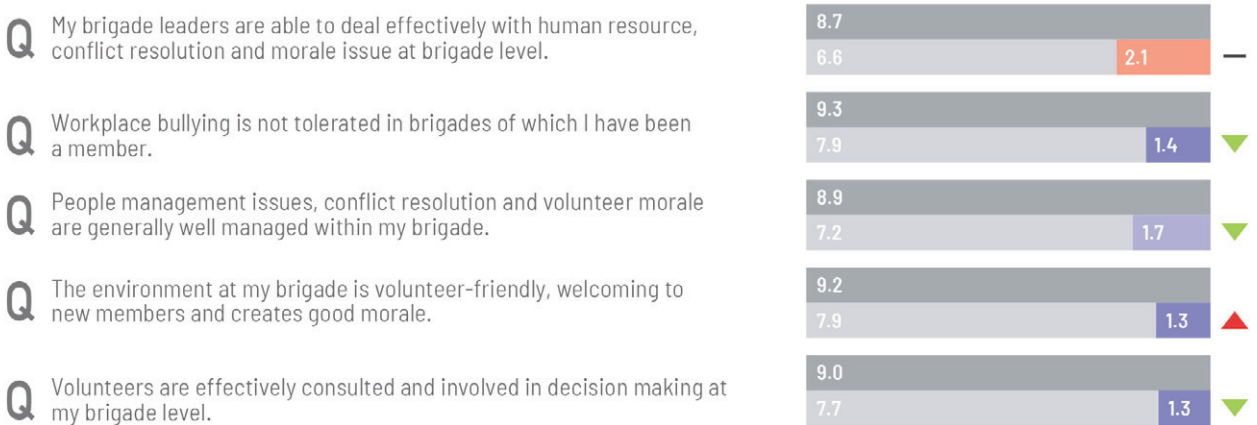 Q My brigade leaders are able to deal effectively with human resource,
conflict resolution and morale issue at brigade level.
8.7
6.6 2.1
Q Workplace bullying is not tolerated in brigades of which I have been
a member.
9.3
7.9 1.4
Q People management issues, conflict resolution and volunteer morale
are generally well managed within my brigade.
8.9
7.2 1.7
Q The environment at my brigade is volunteer-friendly, welcoming to
new members and creates good morale.
9.2
7.9 1.3
Q Volunteers are effectively consulted and involved in decision making at
my brigade level.
9.0
7.7 1.3